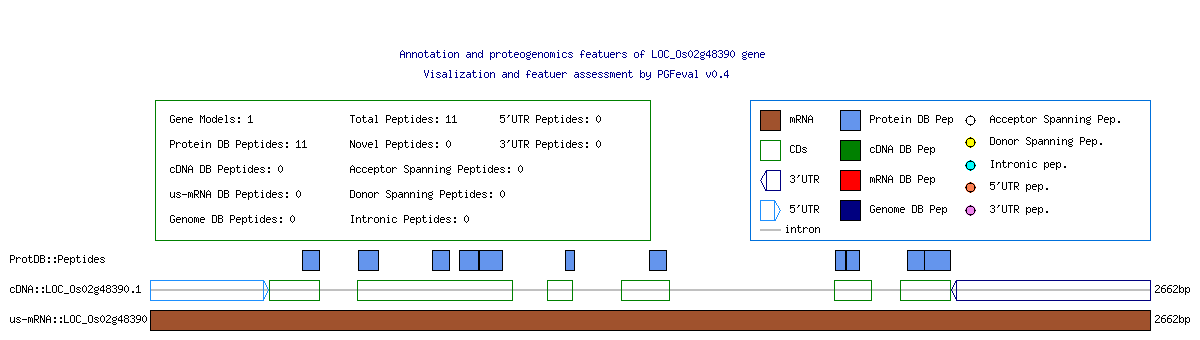 Annotation and proteogenomics featuers of LOC_Os02g48390 gene
Visalization and featuer assessment by PGFeval v0.4
Gene Models: 1
Total Peptides: 11
5'UTR Peptides: 0
Protein DB Peptides: 11
Novel Peptides: 0
3'UTR Peptides: 0
cDNA DB Peptides: 0
Acceptor Spanning Peptides: 0
us-mRNA DB Peptides: 0
Donor Spanning Peptides: 0
Genome DB Peptides: 0
Intronic Peptides: 0
mRNA
Protein DB Pep
Acceptor Spanning Pep.
CDs
cDNA DB Pep
Donor Spanning Pep.
3'UTR
mRNA DB Pep
Intronic pep.
5'UTR
Genome DB Pep
5'UTR pep.
3'UTR pep.
intron
ProtDB::Peptides
cDNA::LOC_Os02g48390.1
2662bp
us-mRNA::LOC_Os02g48390
2662bp